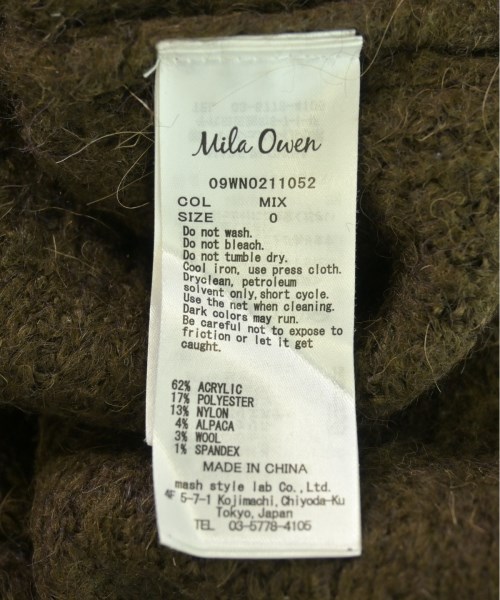 Mila Owen
09WNO211052
COL MIX
SIZE 0
Do not wash.
Do not bleach.
Do not tumble dry.
Cool iron, use press cloth.
Dryclean, petroleum
solvent only, short cycle.
Use the net when cleaning.
Dark colors may run.
Be careful not to expose to
friction or let it get
caught.
62% ACRYLIC
17% POLYESTER
13% NYLON
4% ALPACA
3% WOOL
1% SPANDEX
MADE IN CHINA
mash style lab Co., Ltd.
4F 5-7-1 Kojimachi, Chiyoda-Ku
Tokyo, Japan
TEL 03-5778-4105